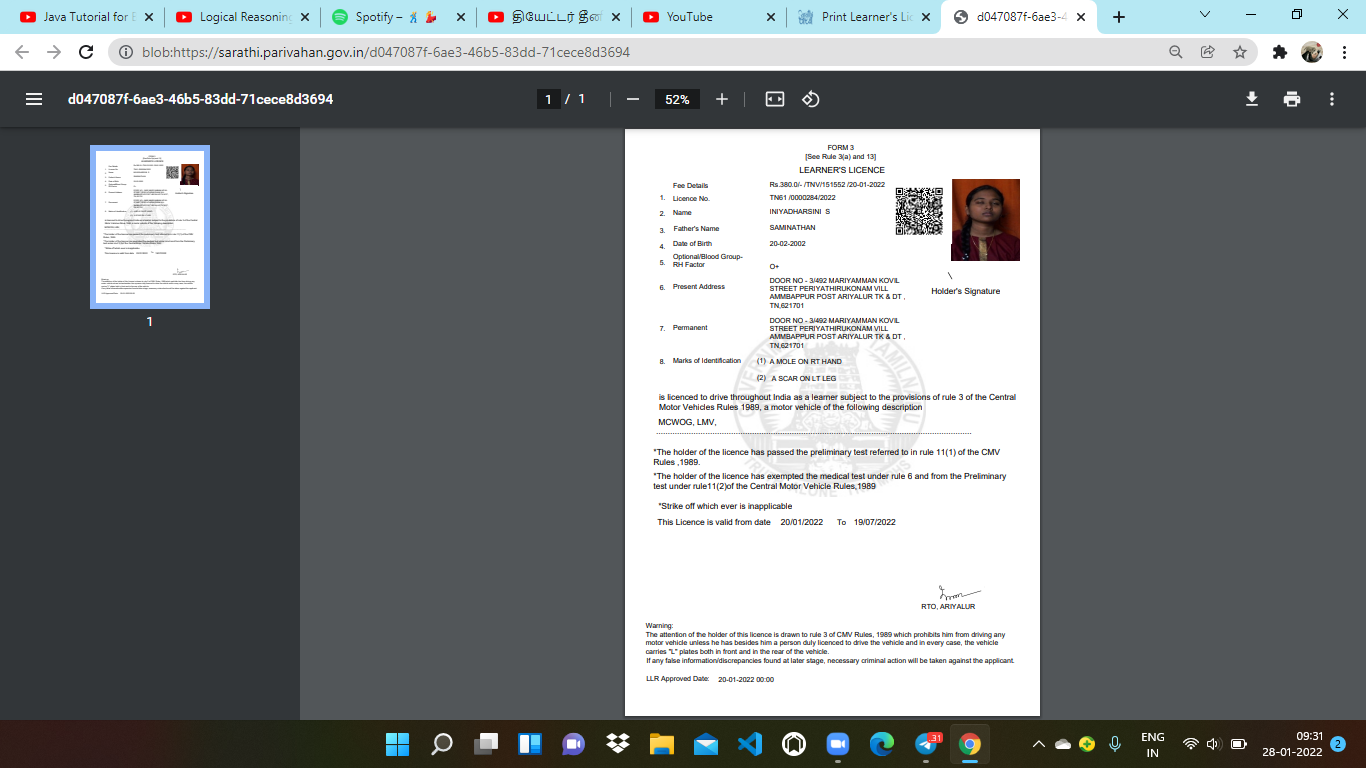 Java Tutorial for B
Logical Reasoning
Spotify –
தியேட்டர்
YouTube
Print Learner's Lic
d047087f-6ae3-4
blob:https://sarathi.parivahan.gov.in/d047087f-6ae3-46b5-83dd-71cece8d3694
d047087f-6ae3-46b5-83dd-71cece8d3694
1 / 1
52%
1
FORM 3
[See Rule 3(a) and 13]
LEARNER'S LICENCE
Fee Details Rs.380.0/- /TNV/151552 /20-01-2022
1. Licence No. TN61 /0000284/2022
2. Name INIYADHARSINI S
3. Father's Name SAMINATHAN
4. Date of Birth 20-02-2002
5. Optional/Blood Group-
RH Factor O+
6. Present Address DOOR NO - 3/492 MARIYAMMAN KOVIL
STREET PERIYATHIRUKONAM VILL
AMMBAPPUR POST ARIYALUR TK & DT ,
TN,621701
Holder's Signature
7. Permanent DOOR NO - 3/492 MARIYAMMAN KOVIL
STREET PERIYATHIRUKONAM VILL
AMMBAPPUR POST ARIYALUR TK & DT ,
TN,621701
8. Marks of Identification (1) A MOLE ON RT HAND
(2) A SCAR ON LT LEG
is licenced to drive throughout India as a learner subject to the provisions of rule 3 of the Central
Motor Vehicles Rules 1989, a motor vehicle of the following description
MCWOG, LMV,
*The holder of the licence has passed the preliminary test referred to in rule 11(1) of the CMV
Rules ,1989.
*The holder of the licence has exempted the medical test under rule 6 and from the Preliminary
test under rule11(2)of the Central Motor Vehicle Rules,1989
*Strike off which ever is inapplicable
This Licence is valid from date 20/01/2022 To 19/07/2022
RTO, ARIYALUR
Warning:
The attention of the holder of this licence is drawn to rule 3 of CMV Rules, 1989 which prohibits him from driving any
motor vehicle unless he has besides him a person duly licenced to drive the vehicle and in every case, the vehicle
carries "L" plates both in front and in the rear of the vehicle.
If any false information/discrepancies found at later stage, necessary criminal action will be taken against the applicant.
LLR Approved Date: 20-01-2022 00:00
31
ENG
IN
09:31
28-01-2022
2